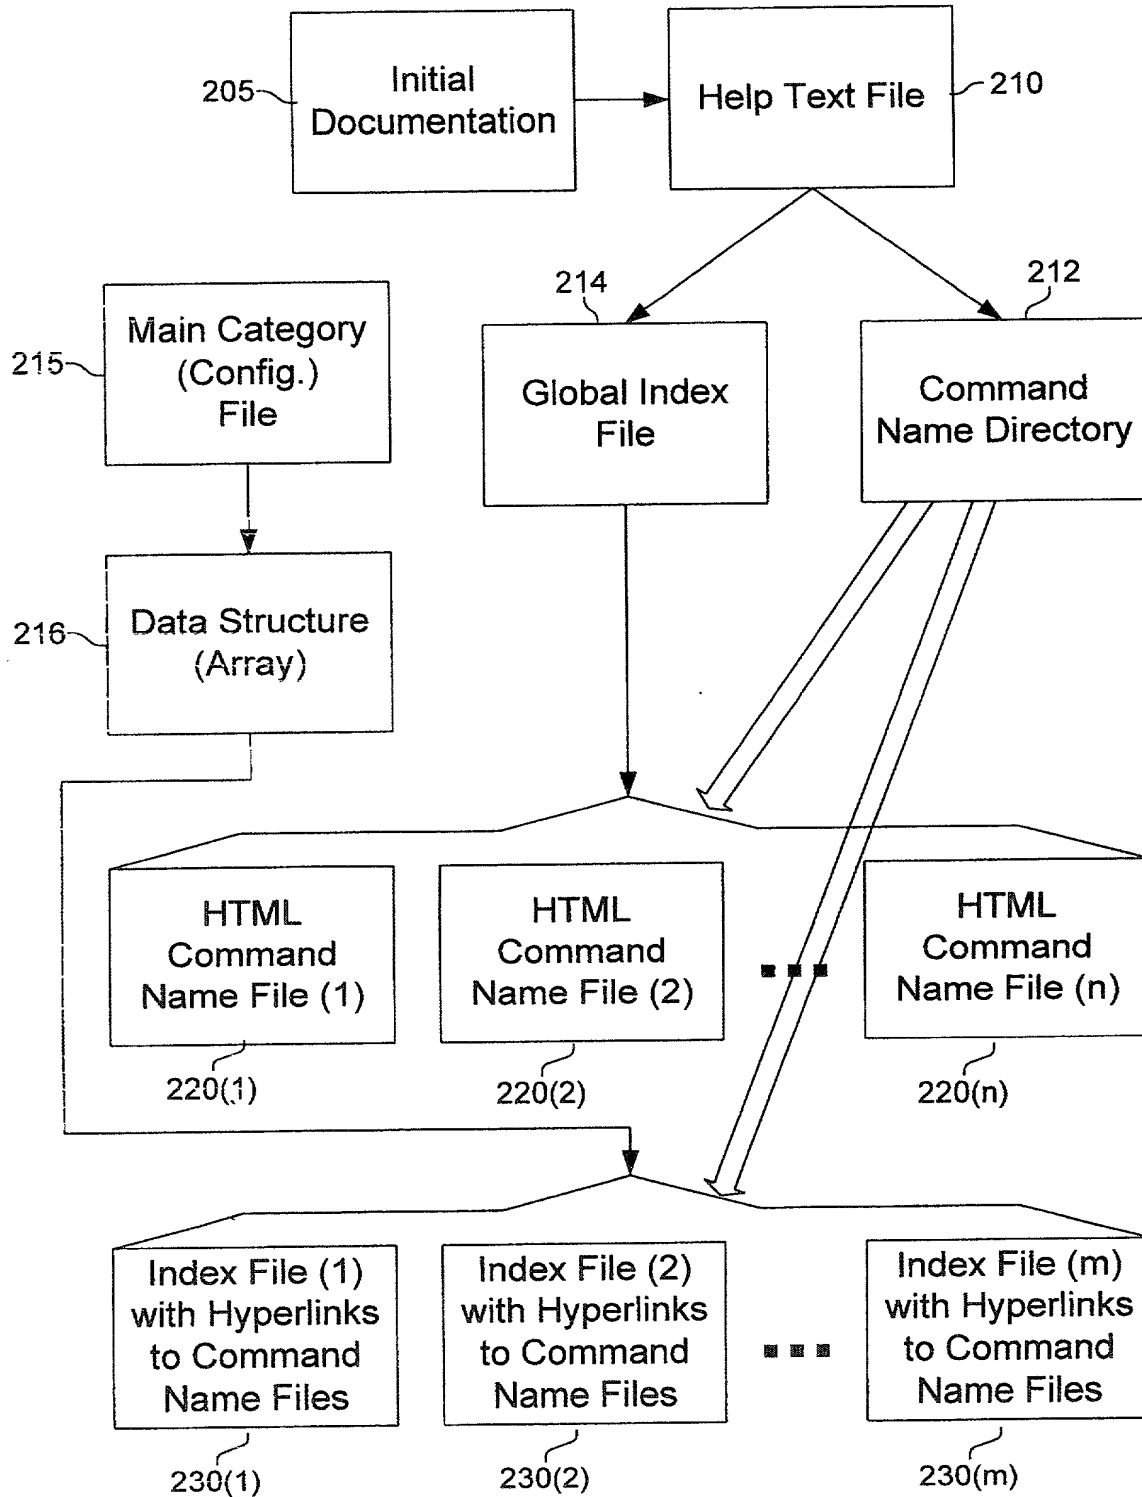 205
Initial
Documentation
Help Text File
210
214
212
215
Main Category
(Config.)
File
Global Index
File
Command
Name Directory
216
Data Structure
(Array)
HTML
Command
Name File (1)
HTML
Command
Name File (2)
HTML
Command
Name File (n)
220(1)
220(2)
220(n)
Index File (1)
with Hyperlinks
to Command
Name Files
Index File (2)
with Hyperlinks
to Command
Name Files
Index File (m)
with Hyperlinks
to Command
Name Files
230(1)
230(2)
230(m)